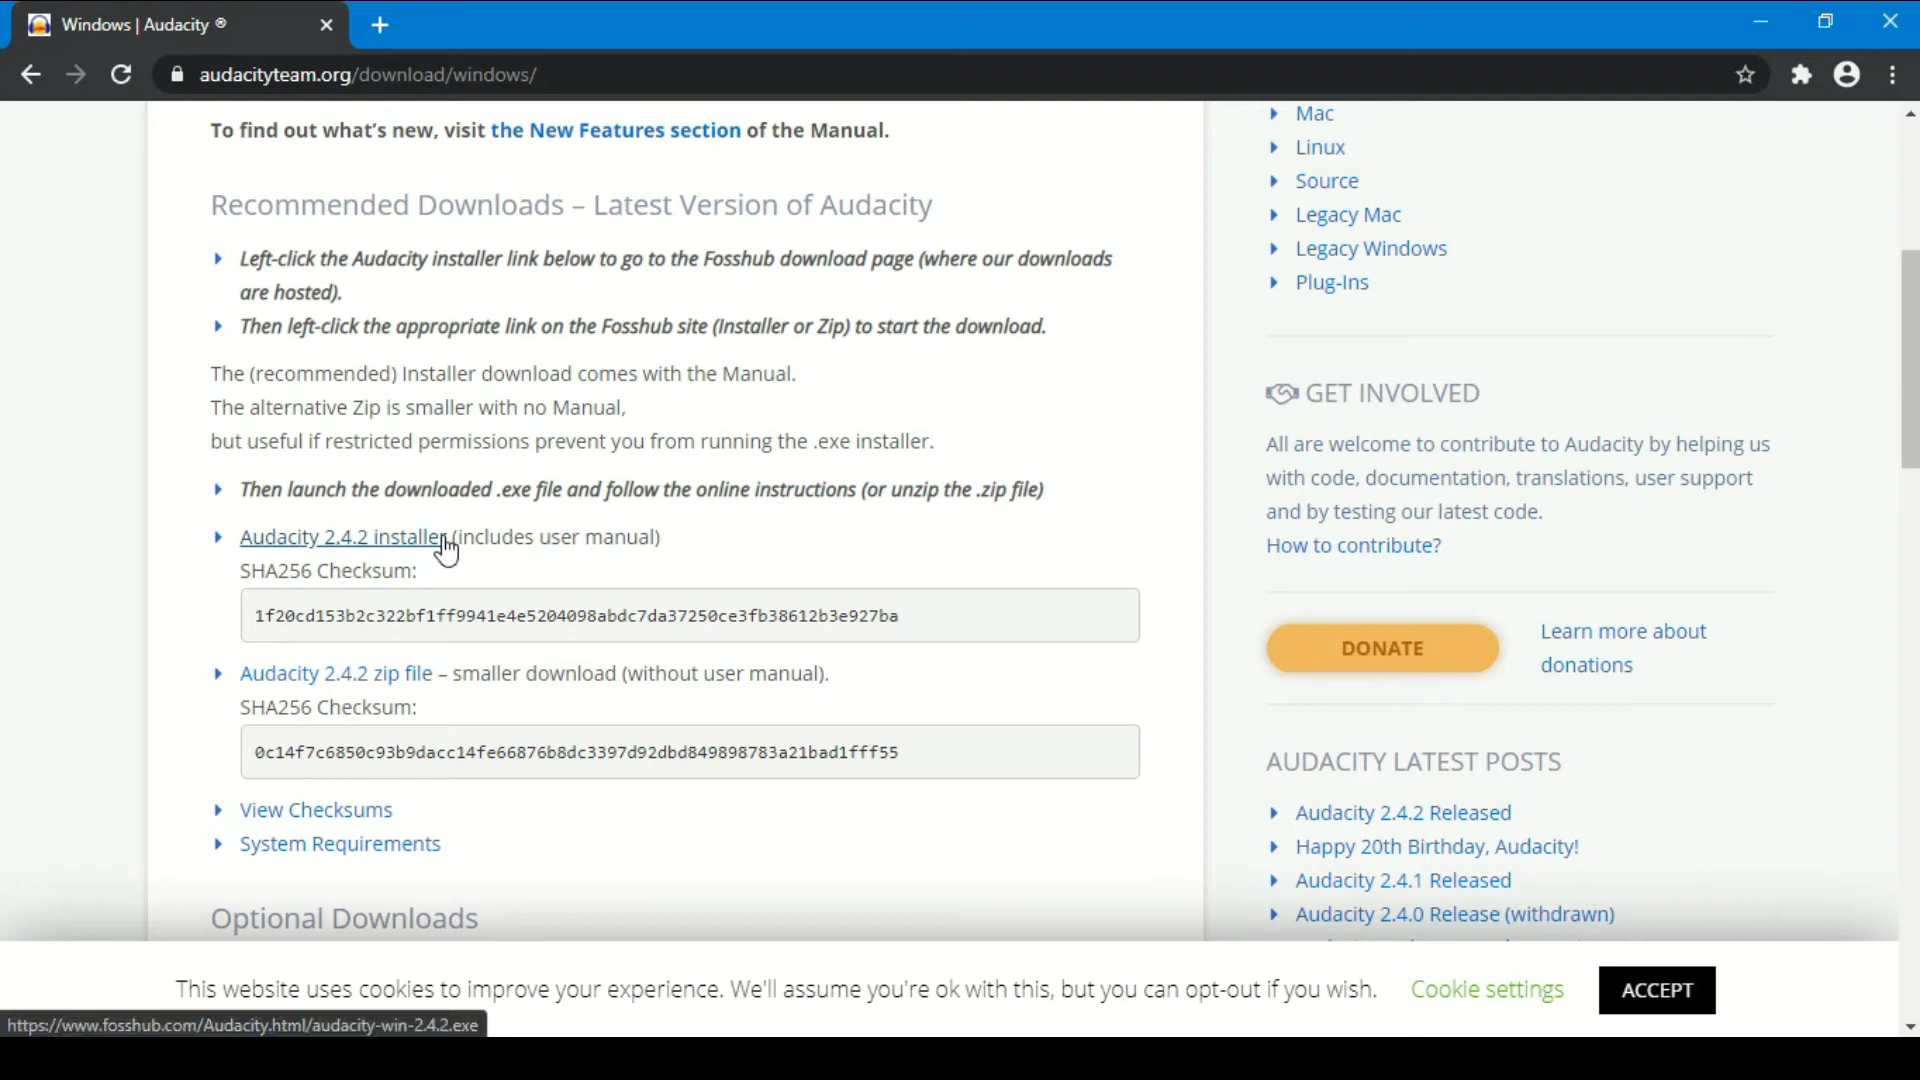 Windows | Audacity ®
audacityteam.org/download/windows/
To find out what's new, visit the New Features section of the Manual.
Recommended Downloads – Latest Version of Audacity
Left-click the Audacity installer link below to go to the Fosshub download page (where our downloads
are hosted).
Then left-click the appropriate link on the Fosshub site (Installer or Zip) to start the download.
The (recommended) Installer download comes with the Manual.
The alternative Zip is smaller with no Manual,
but useful if restricted permissions prevent you from running the .exe installer.
Then launch the downloaded .exe file and follow the online instructions (or unzip the .zip file)
Audacity 2.4.2 installer (includes user manual)
SHA256 Checksum:
1f20cd153b2c322bf1ff9941e4e5204098abdc7da37250ce3fb38612b3e927ba
Audacity 2.4.2 zip file – smaller download (without user manual).
SHA256 Checksum:
0c14f7c6850c93b9dacc14fe66876b8dc3397d92dbd849898783a21bad1fff55
View Checksums
System Requirements
Optional Downloads
Mac
Linux
Source
Legacy Mac
Legacy Windows
Plug-Ins
GET INVOLVED
All are welcome to contribute to Audacity by helping us
with code, documentation, translations, user support
and by testing our latest code.
How to contribute?
DONATE
Learn more about
donations
AUDACITY LATEST POSTS
Audacity 2.4.2 Released
Happy 20th Birthday, Audacity!
Audacity 2.4.1 Released
Audacity 2.4.0 Release (withdrawn)
This website uses cookies to improve your experience. We'll assume you're ok with this, but you can opt-out if you wish.
Cookie settings
ACCEPT
https://www.fosshub.com/Audacity.html/audacity-win-2.4.2.exe